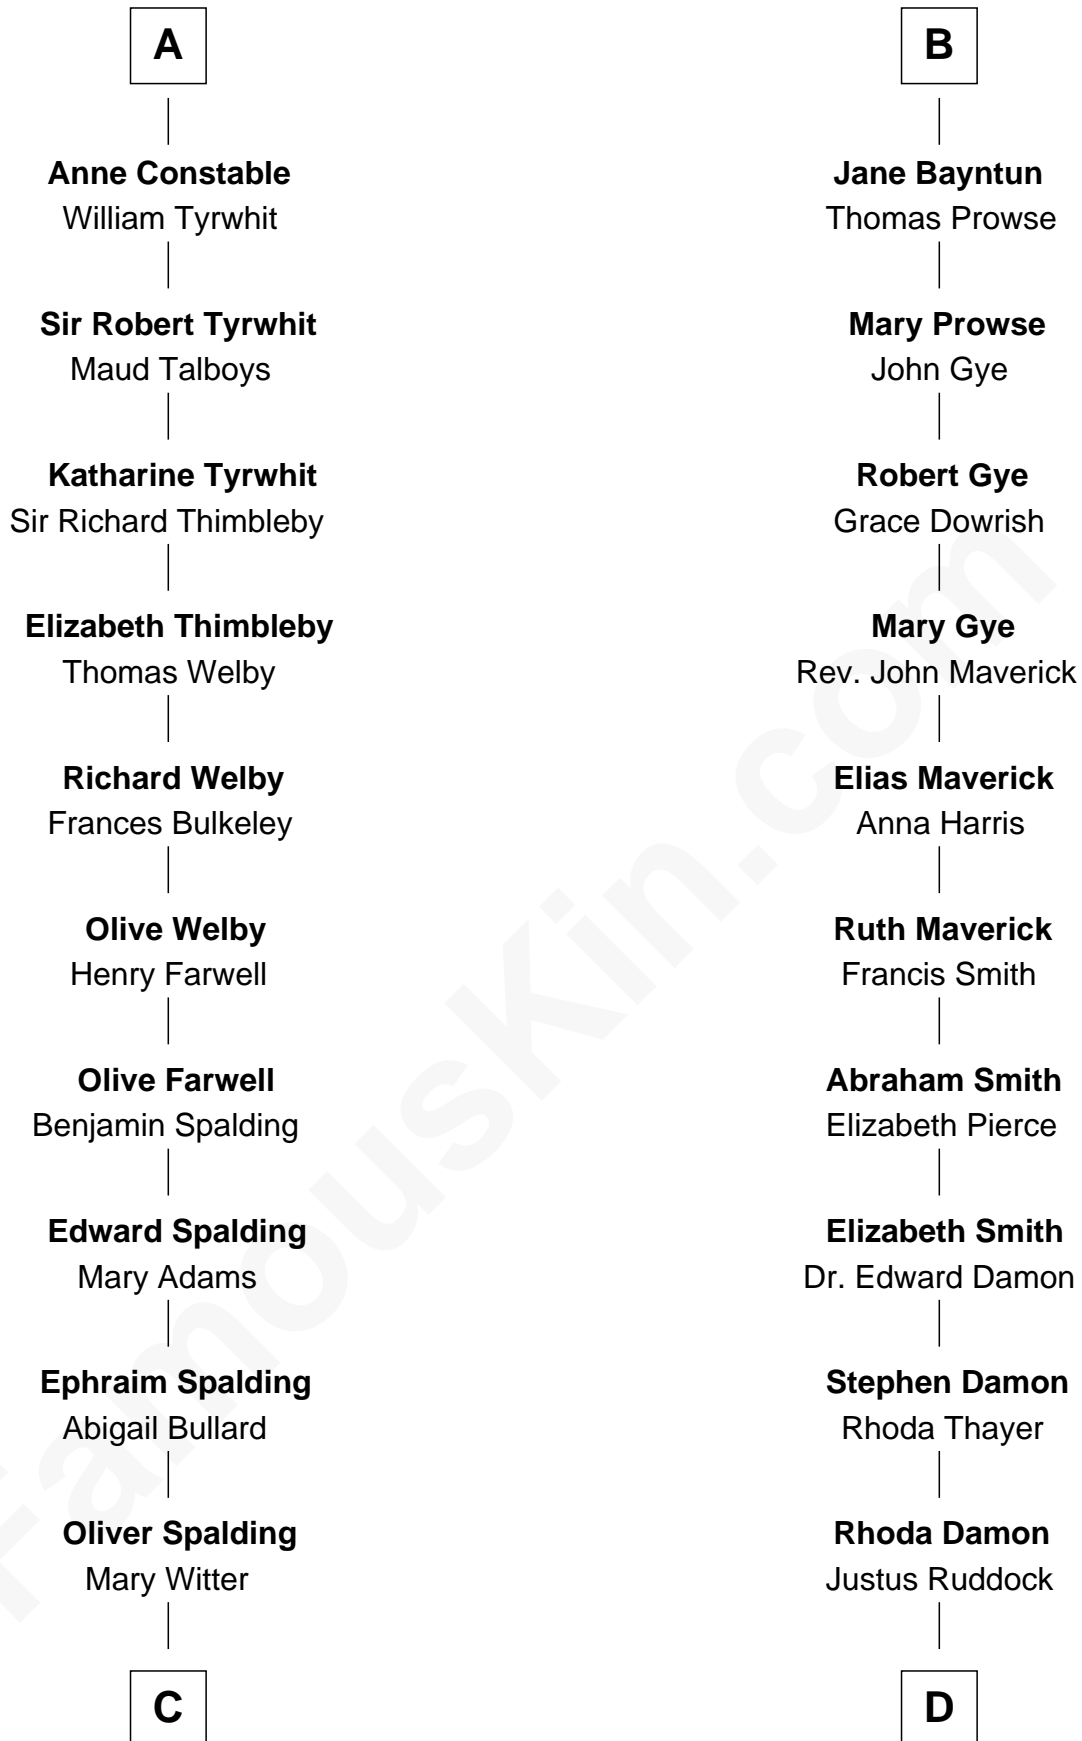 A
Anne Constable
William Tyrwhit
Sir Robert Tyrwhit
Maud Talboys
Katharine Tyrwhit
Sir Richard Thimbleby
Elizabeth Thimbleby
Thomas Welby
Richard Welby
Frances Bulkeley
Olive Welby
Henry Farwell
Olive Farwell
Benjamin Spalding
Edward Spalding
Mary Adams
Ephraim Spalding
Abigail Bullard
Oliver Spalding
Mary Witter
C
B
Jane Bayntun
Thomas Prowse
Mary Prowse
John Gye
Robert Gye
Grace Dowrish
Mary Gye
Rev. John Maverick
Elias Maverick
Anna Harris
Ruth Maverick
Francis Smith
Abraham Smith
Elizabeth Pierce
Elizabeth Smith
Dr. Edward Damon
Stephen Damon
Rhoda Thayer
Rhoda Damon
Justus Ruddock
D
FamousKin.com